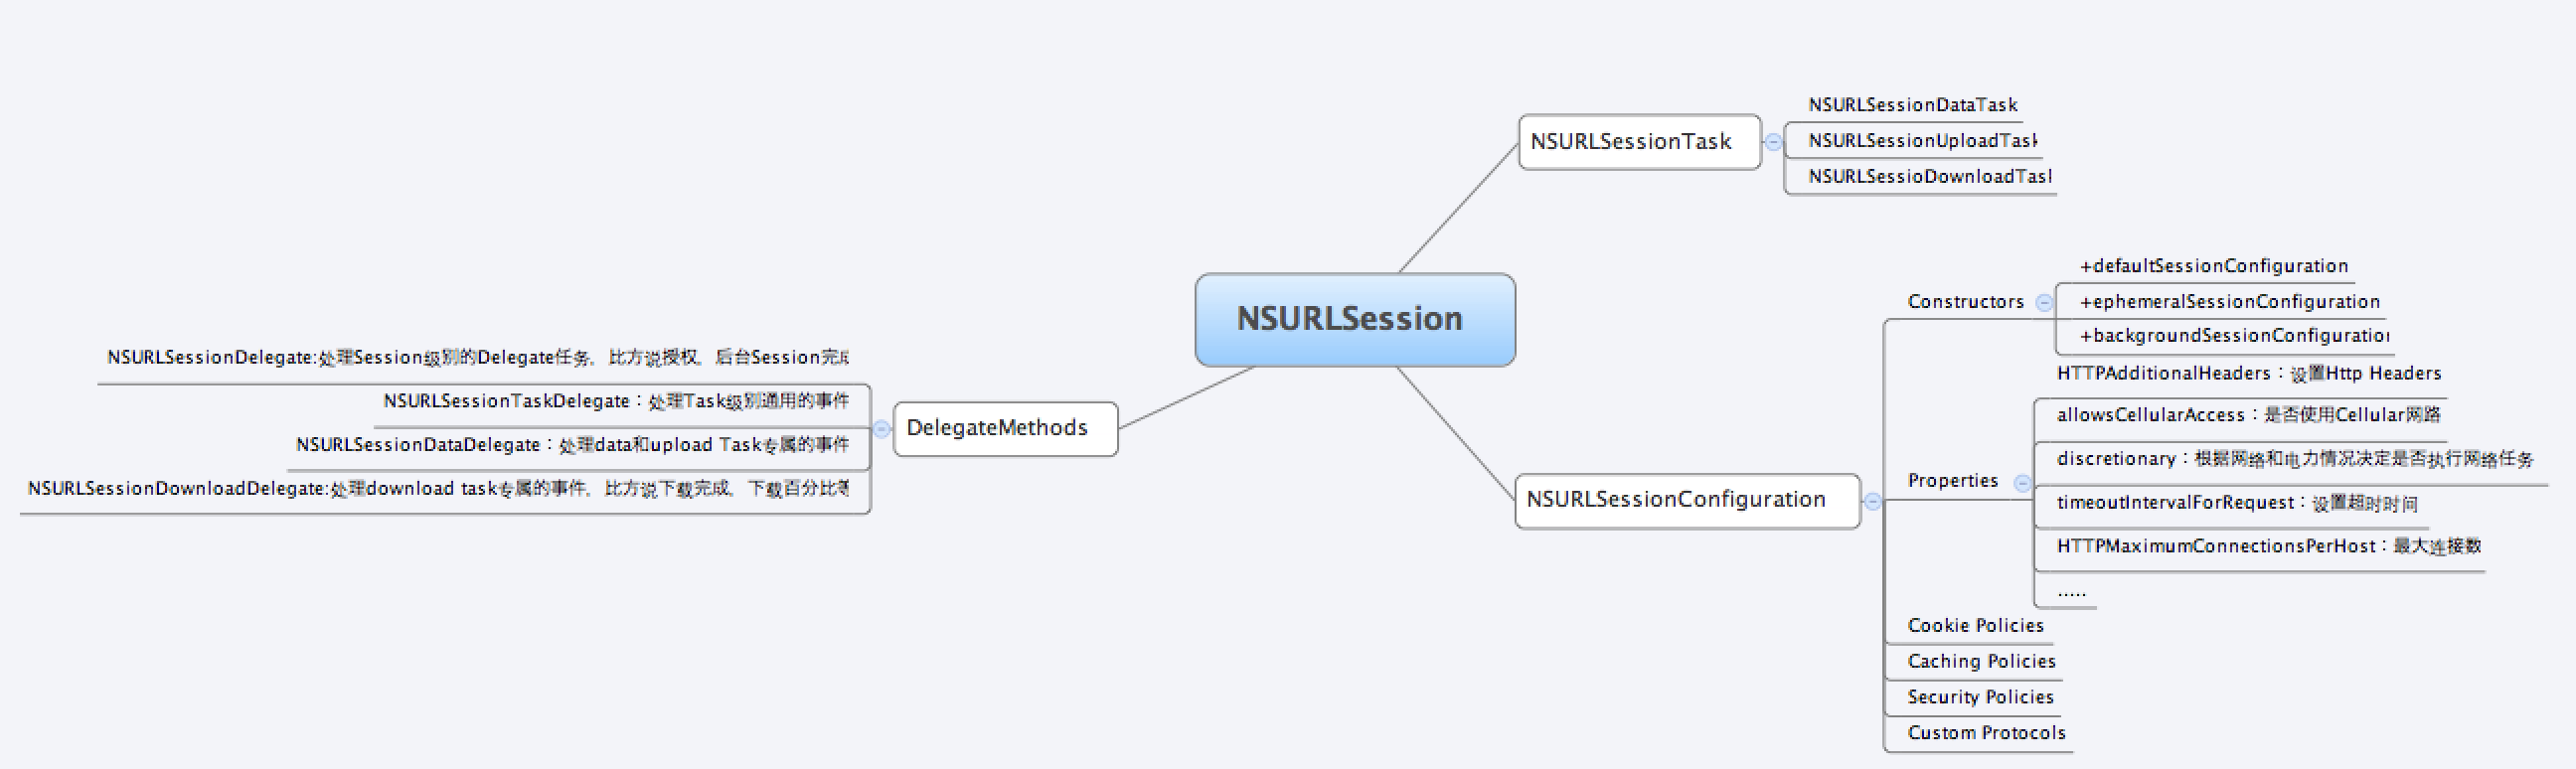 NSURLSession
NSURLSessionTask
NSURLSessionDataTask
NSURLSessionUploadTask
NSURLSessioDownloadTask
NSURLSessionConfiguration
Constructors
+defaultSessionConfiguration
+ephemeralSessionConfiguration
+backgroundSessionConfiguration
Properties
HTTPAdditionalHeaders：设置Http Headers
allowsCellularAccess：是否使用Cellular网路
discretionary：根据网络和电力情况决定是否执行网络任务
timeoutIntervalForRequest：设置超时时间
HTTPMaximumConnectionsPerHost：最大连接数
.....
Cookie Policies
Caching Policies
Security Policies
Custom Protocols
DelegateMethods
NSURLSessionDelegate:处理Session级别的Delegate任务，比方说授权，后台Session完成
NSURLSessionTaskDelegate：处理Task级别通用的事件
NSURLSessionDataDelegate：处理data和upload Task专属的事件
NSURLSessionDownloadDelegate:处理download task专属的事件，比方说下载完成，下载百分比等